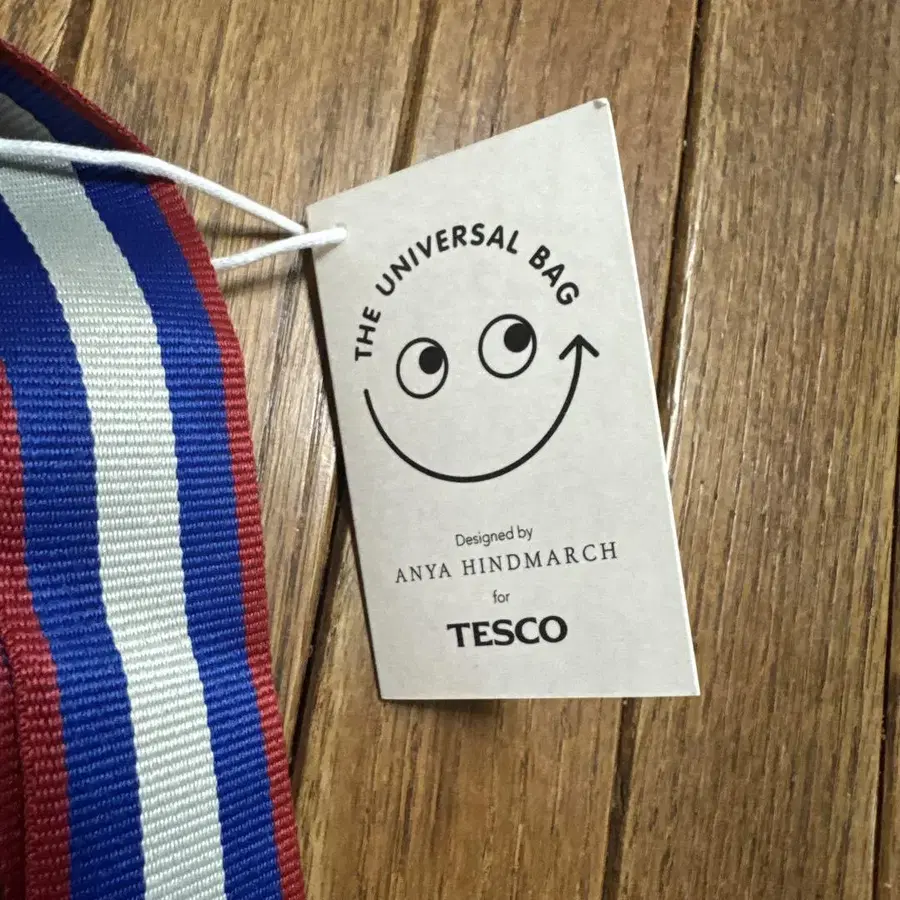 THE UNIVERSAL BAG
Designed by
ANYA HINDMARCH
for
TESCO